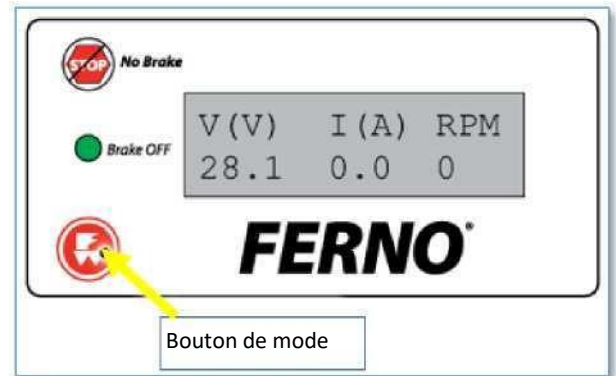 STOP No Brake
Brake OFF
V(V) I(A) RPM
28.1 0.0 0
FERNO®
Bouton de mode